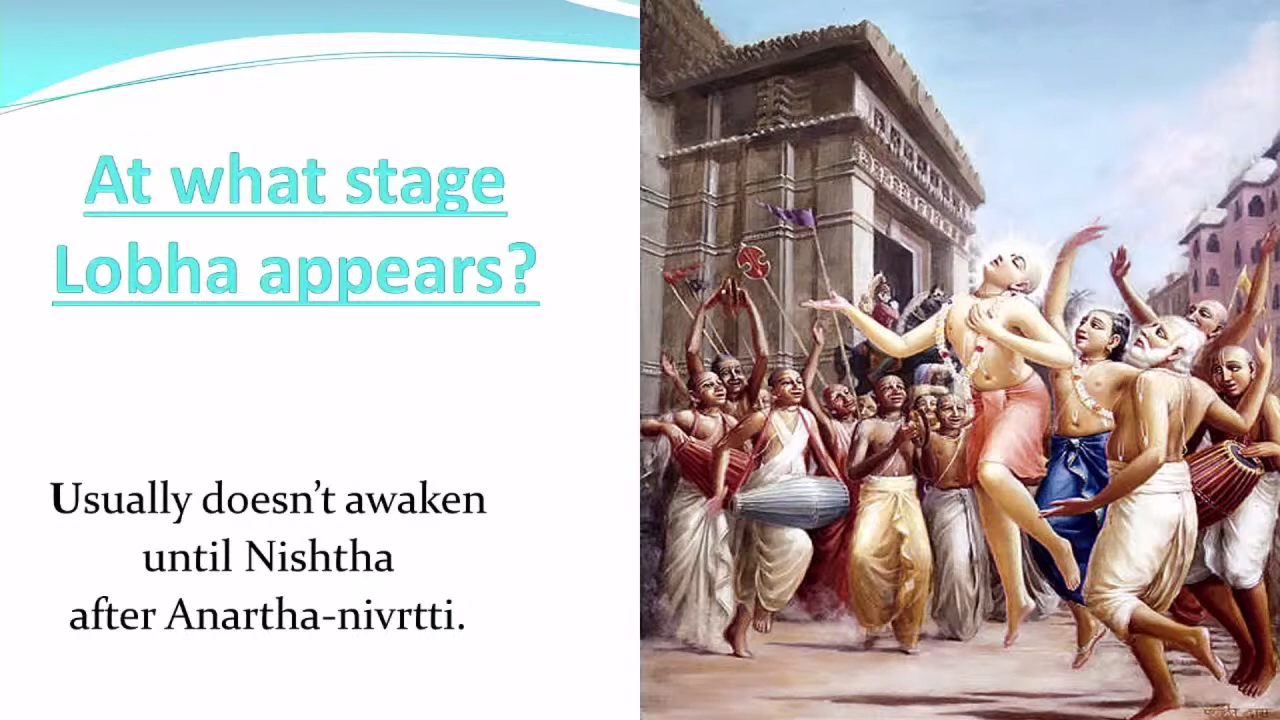 At what stage
Lobha appears?
Usually doesn’t awaken
until Nishtha
after Anartha-nivrtti.